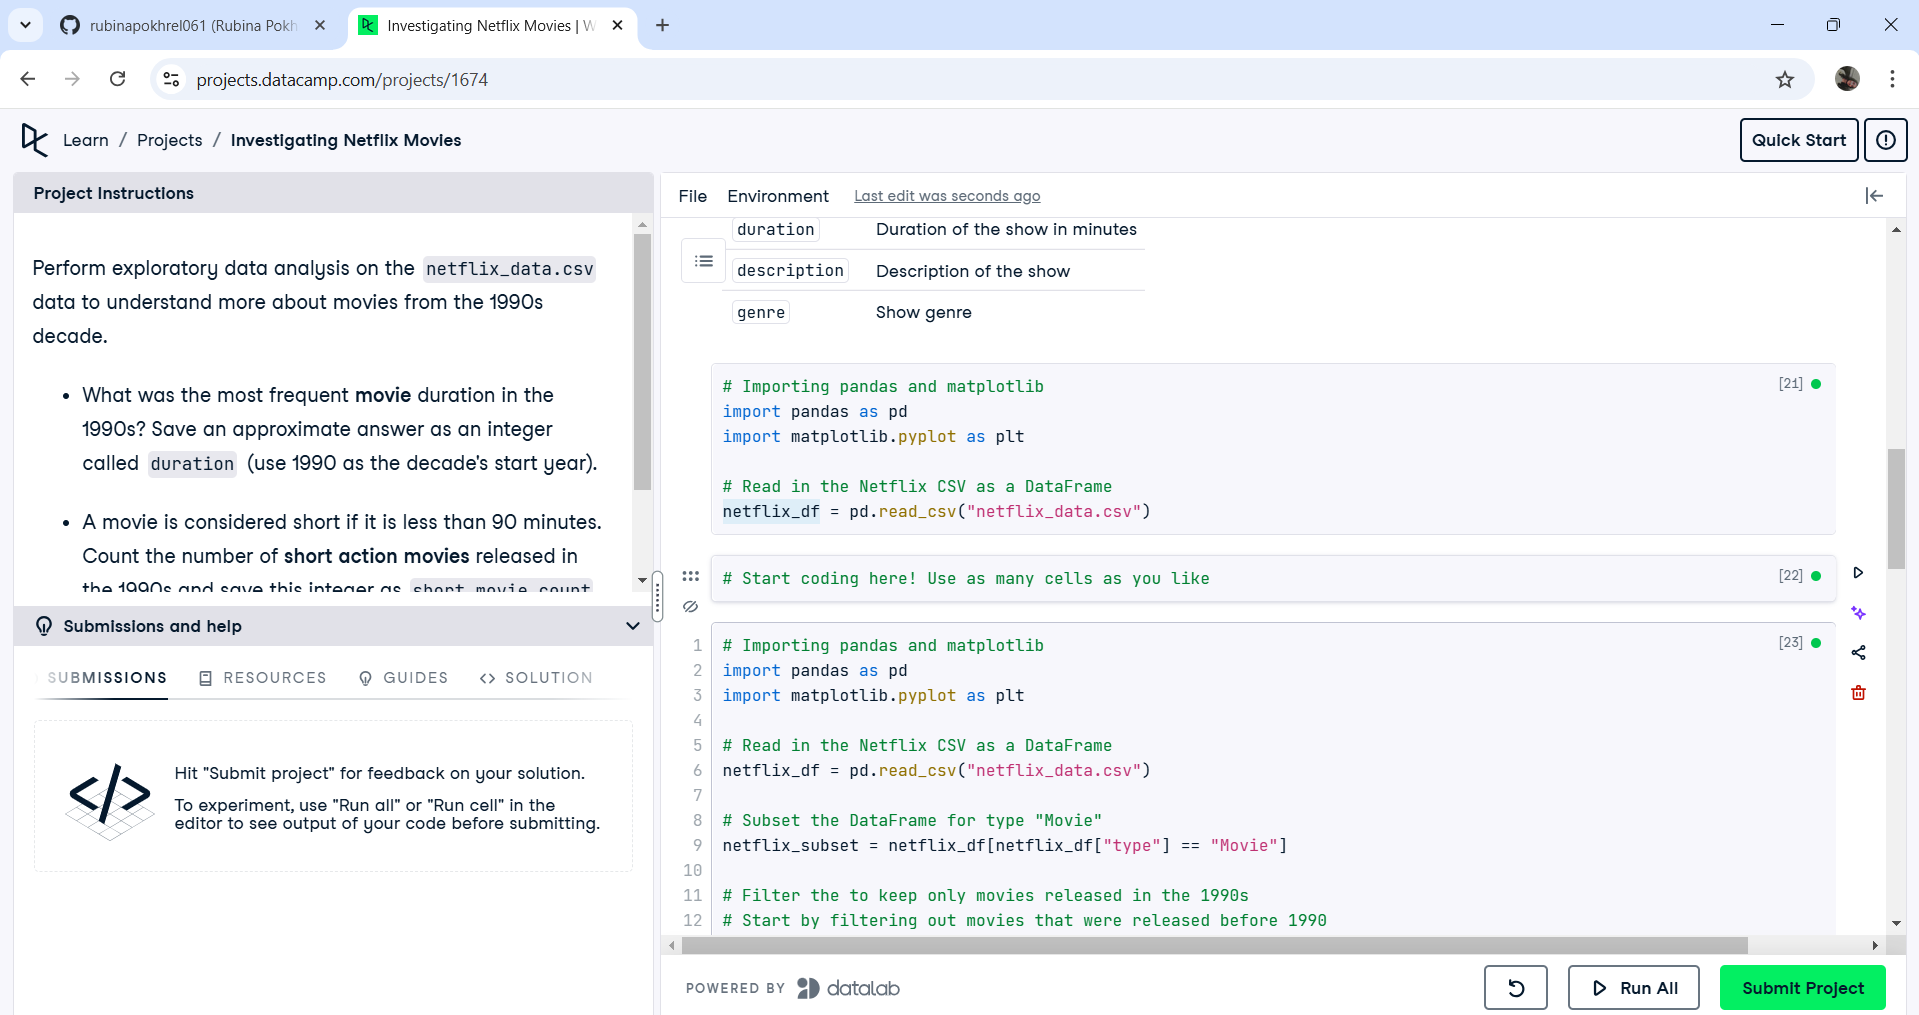 rubinapokhrel061 (Rubina Pokh
Investigating Netflix Movies | W
projects.datacamp.com/projects/1674
Learn / Projects / Investigating Netflix Movies
Quick Start
Project Instructions
Perform exploratory data analysis on the netflix_data.csv
data to understand more about movies from the 1990s
decade.
• What was the most frequent movie duration in the
1990s? Save an approximate answer as an integer
called duration (use 1990 as the decade's start year).
• A movie is considered short if it is less than 90 minutes.
Count the number of short action movies released in
the 1990s and save this integer as short_movie_count
Submissions and help
SUBMISSIONS
RESOURCES
GUIDES
SOLUTION
Hit "Submit project" for feedback on your solution.
To experiment, use "Run all" or "Run cell" in the
editor to see output of your code before submitting.
File Environment Last edit was seconds ago
duration Duration of the show in minutes
description Description of the show
genre Show genre
[21]
# Importing pandas and matplotlib
import pandas as pd
import matplotlib.pyplot as plt
# Read in the Netflix CSV as a DataFrame
netflix_df = pd.read_csv("netflix_data.csv")
[22]
# Start coding here! Use as many cells as you like
[23]
1 # Importing pandas and matplotlib
2 import pandas as pd
3 import matplotlib.pyplot as plt
4
5 # Read in the Netflix CSV as a DataFrame
6 netflix_df = pd.read_csv("netflix_data.csv")
7
8 # Subset the DataFrame for type "Movie"
9 netflix_subset = netflix_df[netflix_df["type"] == "Movie"]
10
11 # Filter the to keep only movies released in the 1990s
12 # Start by filtering out movies that were released before 1990
POWERED BY datalab
Run All
Submit Project